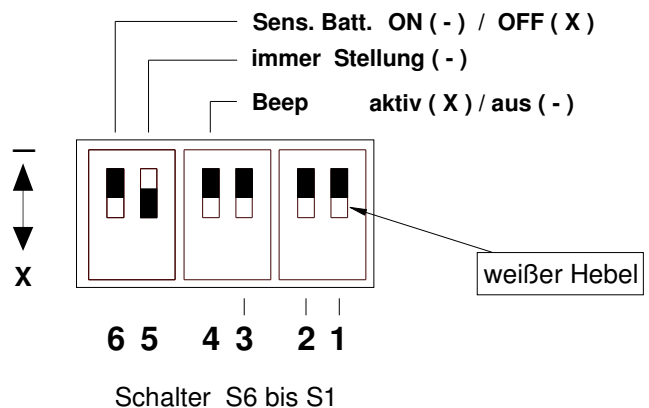 Sens. Batt. ON ( - ) / OFF ( X )
immer Stellung ( - )
Beep aktiv ( X ) / aus ( - )
–
X
weißer Hebel
6 5 4 3 2 1
Schalter S6 bis S1